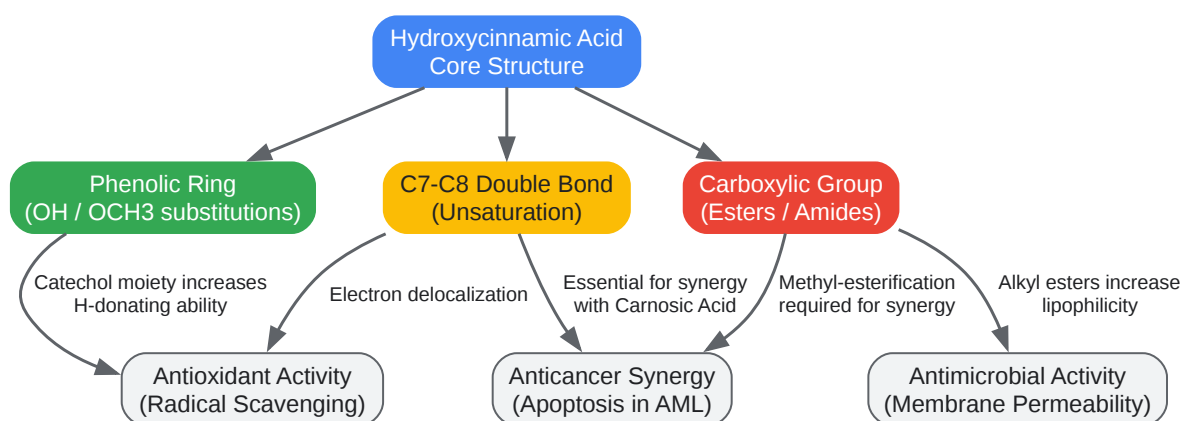 Hydroxycinnamic Acid
Core Structure
Phenolic Ring
(OH / OCH3 substitutions)
C7-C8 Double Bond
(Unsaturation)
Carboxylic Group
(Esters / Amides)
Catechol moiety increases
H-donating ability
Electron delocalization
Essential for synergy
with Carnosic Acid
Methyl-esterification
required for synergy
Alkyl esters increase
lipophilicity
Antioxidant Activity
(Radical Scavenging)
Anticancer Synergy
(Apoptosis in AML)
Antimicrobial Activity
(Membrane Permeability)